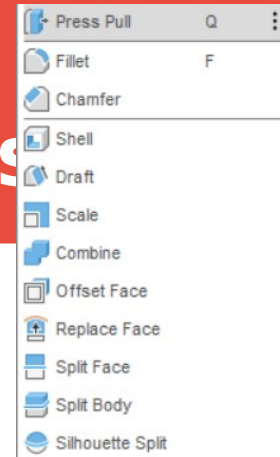 Press Pull Q
Fillet F
Chamfer
Shell
Draft
Scale
Combine
Offset Face
Replace Face
Split Face
Split Body
Silhouette Split